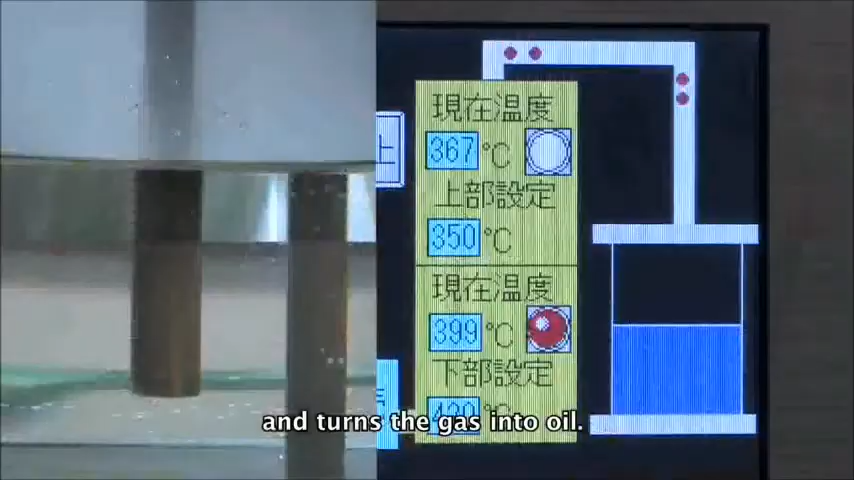 上
現在温度
367 ℃
上部設定
350 ℃
現在温度
399 ℃
下部設定
℃
and turns the gas into oil.